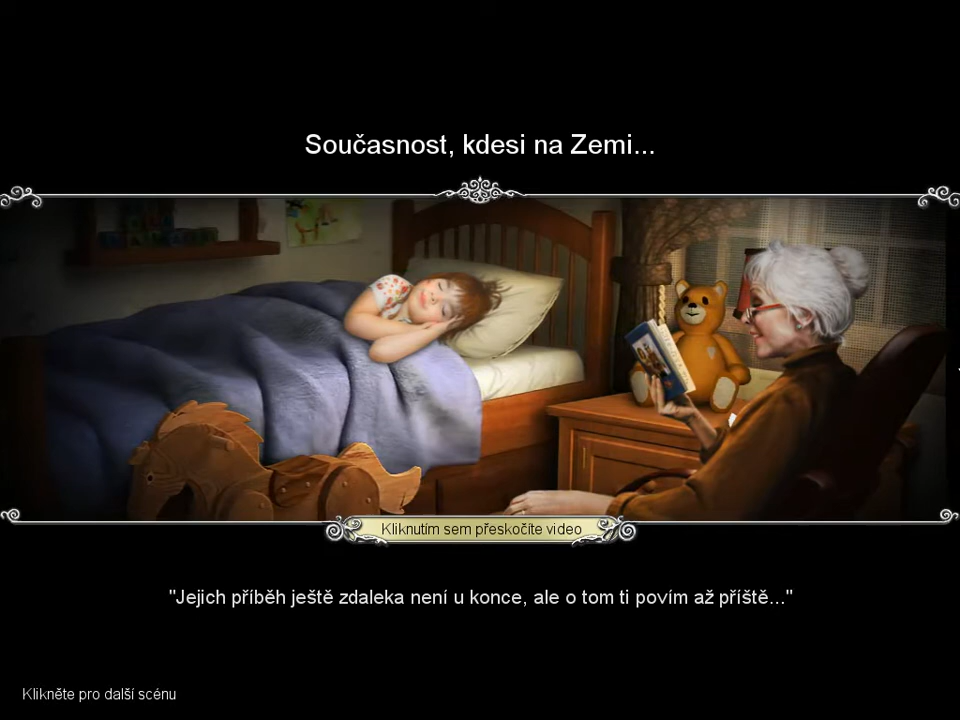 Současnost, kdesi na Zemi...
Kliknutím sem přeskočíte video
"Jejich příběh ještě zdaleka není u konce, ale o tom ti povím až příště..."
Klikněte pro další scénu